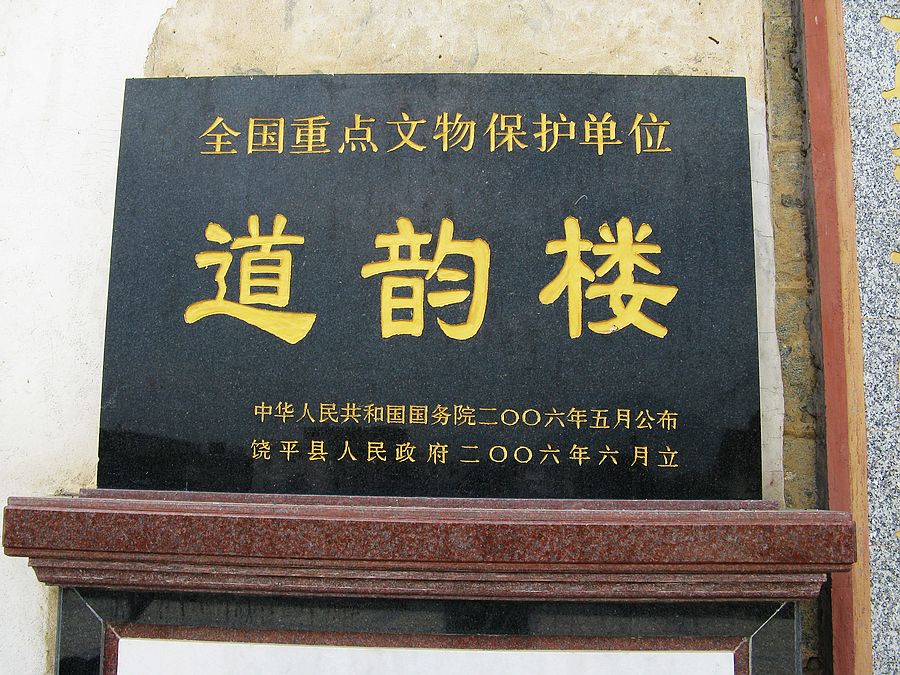 全国重点文物保护单位
道韵楼
中华人民共和国国务院二〇〇六年五月公布
饶平县人民政府二〇〇六年六月立